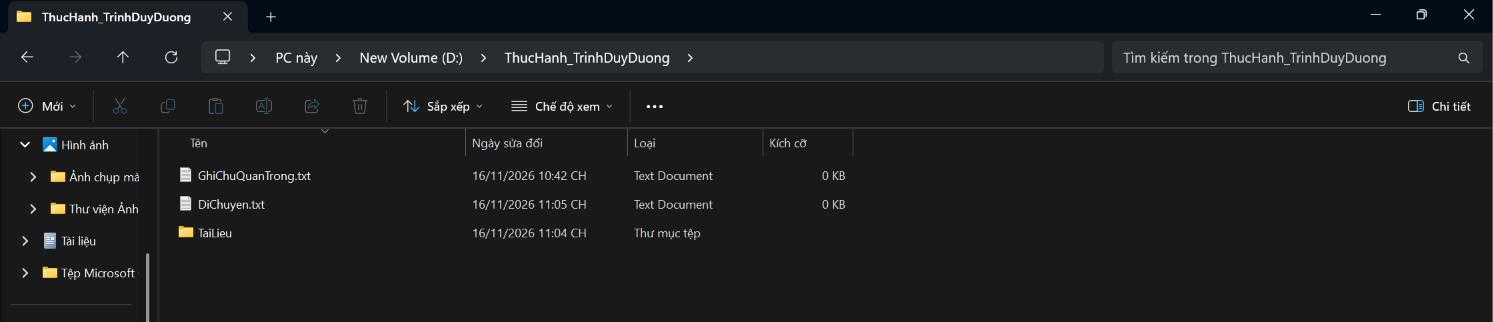 ThucHanh_TrinhDuyDuong
PC này New Volume (D:) ThucHanh_TrinhDuyDuong
Tìm kiếm trong ThucHanh_TrinhDuyDuong
Mới Sắp xếp Chế độ xem Chi tiết
Hình ảnh
Ảnh chụp mà
Thư viện Ảnh
Tài liệu
Tệp Microsoft
Tên Ngày sửa đổi Loại Kích cỡ
GhiChuQuanTrong.txt 16/11/2026 10:42 CH Text Document 0 KB
DiChuyen.txt 16/11/2026 11:05 CH Text Document 0 KB
TaiLieu 16/11/2026 11:04 CH Thư mục tệp